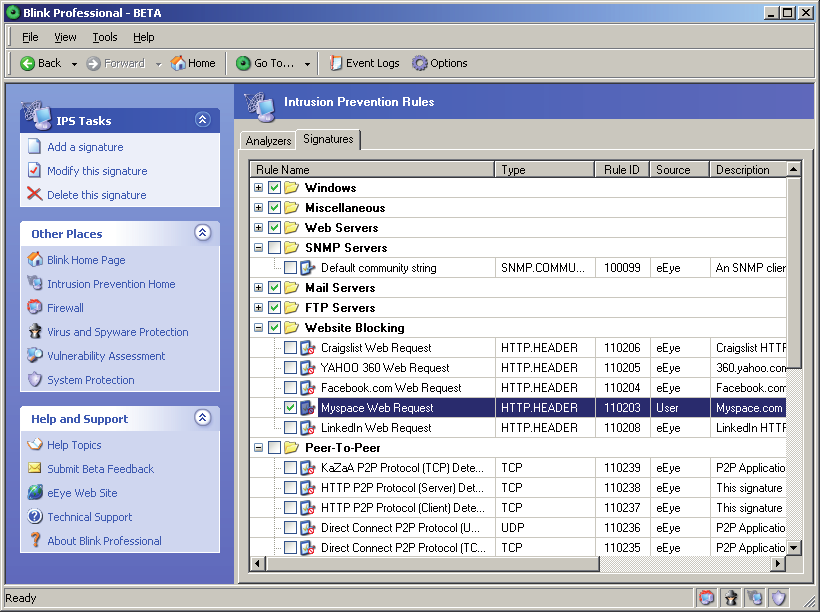 Blink Professional - BETA
File View Tools Help
Back Forward Home Go To... Event Logs Options
IPS Tasks
Add a signature
Modify this signature
Delete this signature
Other Places
Blink Home Page
Intrusion Prevention Home
Firewall
Virus and Spyware Protection
Vulnerability Assessment
System Protection
Help and Support
Help Topics
Submit Beta Feedback
eEye Web Site
Technical Support
About Blink Professional
Intrusion Prevention Rules
Analyzers Signatures
Rule Name Type Rule ID Source Description
Windows
Miscellaneous
Web Servers
SNMP Servers
Default community string SNMP.COMMU... 100099 eEye An SNMP clier
Mail Servers
FTP Servers
Website Blocking
Craigslist Web Request HTTP.HEADER 110206 eEye Craigslist HTTF
YAHOO 360 Web Request HTTP.HEADER 110205 eEye 360.yahoo.con
Facebook.com Web Request HTTP.HEADER 110204 eEye Facebook.com
Myspace Web Request HTTP.HEADER 110203 User Myspace.com
LinkedIn Web Request HTTP.HEADER 110208 eEye LinkedIn HTTF
Peer-To-Peer
KaZaA P2P Protocol (TCP) Dete... TCP 110239 eEye P2P Applicatio
HTTP P2P Protocol (Server) Det... TCP 110238 eEye This signature
HTTP P2P Protocol (Client) Dete... TCP 110237 eEye This signature
Direct Connect P2P Protocol (U... UDP 110236 eEye P2P Applicatio
Direct Connect P2P Protocol (TC... TCP 110235 eEye P2P Applicatio
Ready